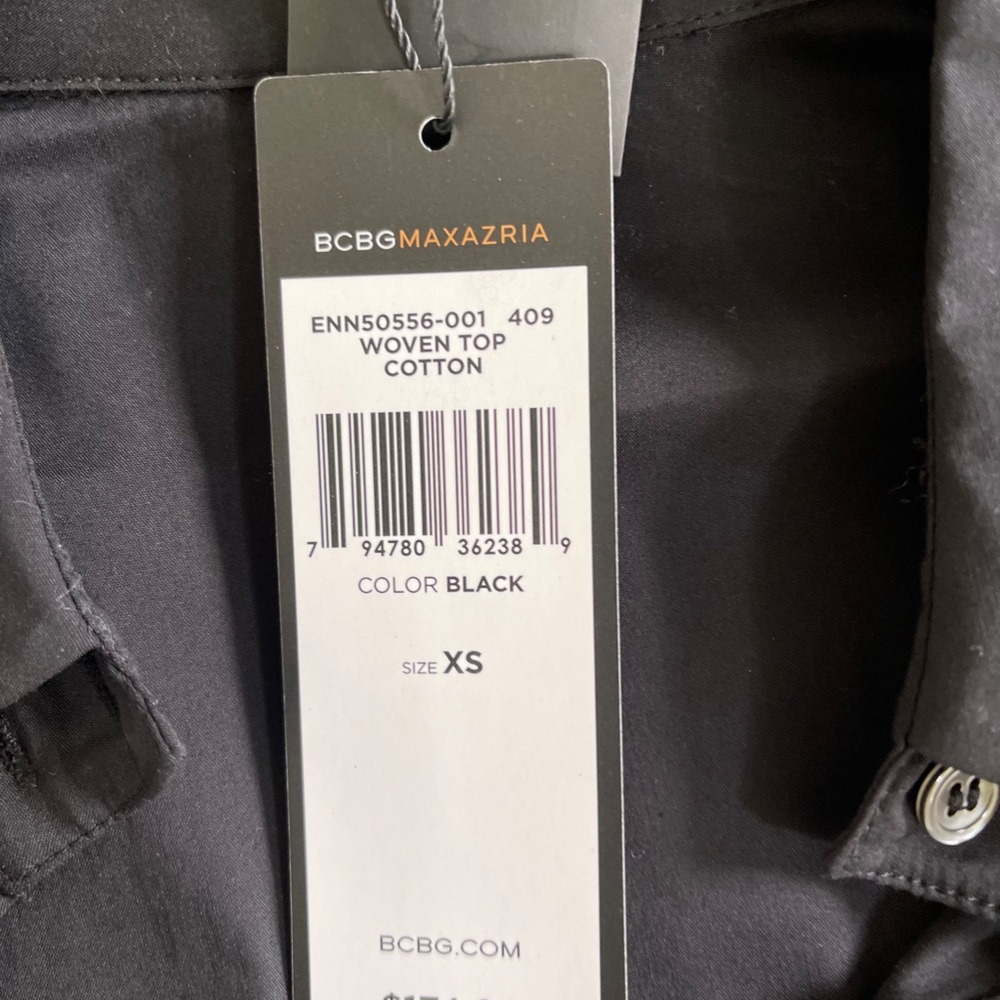 BCBGMAXAZRIA
ENN50556-001 409
WOVEN TOP
COTTON
7 94780 36238 9
COLOR BLACK
SIZE XS
BCBG.COM